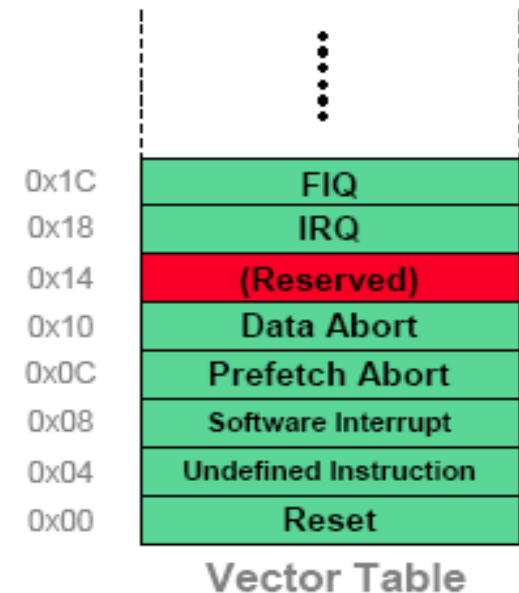 0x1C FIQ
0x18 IRQ
0x14 (Reserved)
0x10 Data Abort
0x0C Prefetch Abort
0x08 Software Interrupt
0x04 Undefined Instruction
0x00 Reset
Vector Table